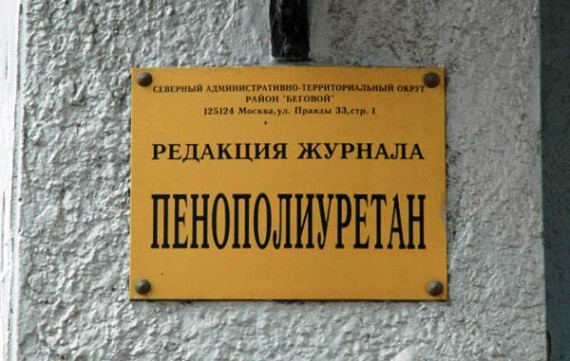 СЕВЕРНЫЙ АДМИНИСТРАТИВНО-ТЕРРИТОРИАЛЬНЫЙ ОКРУГ
РАЙОН "БЕГОВОЙ"
125124 Москва,ул. Правды 33,стр. 1
РЕДАКЦИЯ ЖУРНАЛА
ПЕНОПОЛИУРЕТАН